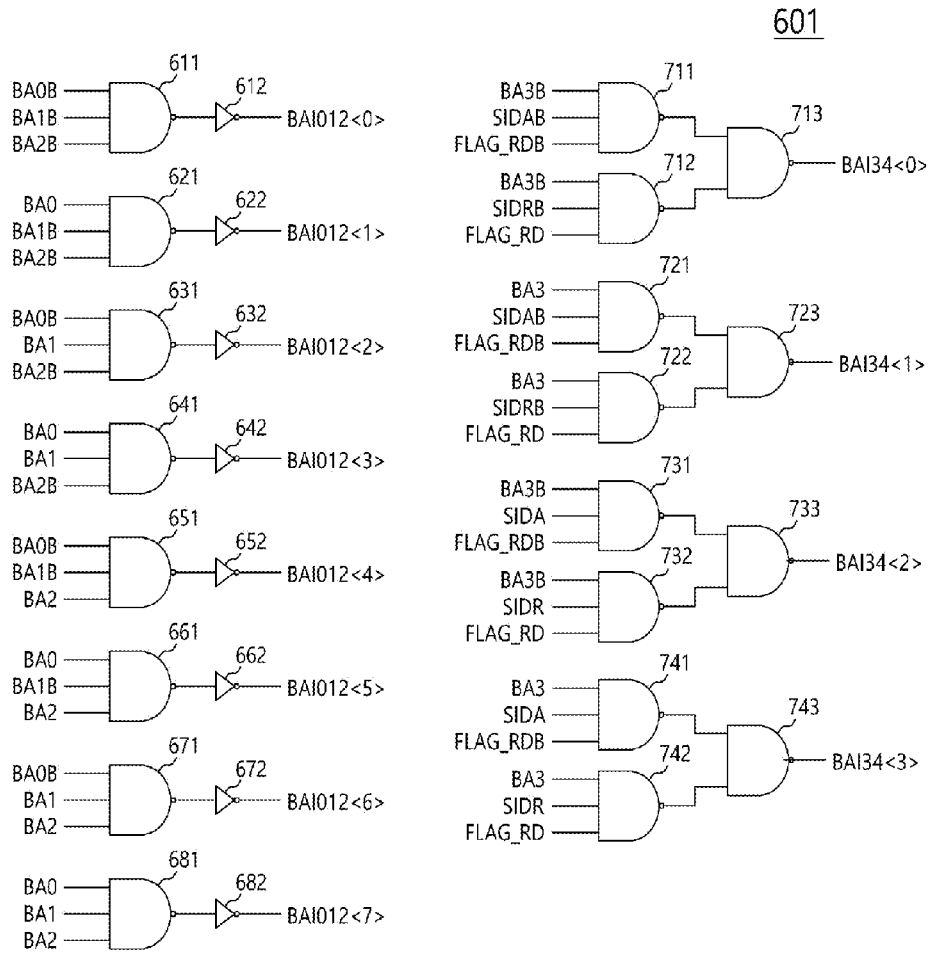 601
611
BA0B
BA1B
BA2B
612
BAI012<0>
621
BA0
BA1B
BA2B
622
BAI012<1>
631
BA0B
BA1
BA2B
632
BAI012<2>
641
BA0
BA1
BA2B
642
BAI012<3>
651
BA0B
BA1B
BA2
652
BAI012<4>
661
BA0
BA1B
BA2
662
BAI012<5>
671
BA0B
BA1
BA2
672
BAI012<6>
681
BA0
BA1
BA2
682
BAI012<7>
711
BA3B
SIDAB
FLAG_RDB
712
BA3B
SIDRB
FLAG_RD
713
BAI34<0>
721
BA3
SIDAB
FLAG_RDB
722
BA3
SIDRB
FLAG_RD
723
BAI34<1>
731
BA3B
SIDA
FLAG_RDB
732
BA3B
SIDR
FLAG_RD
733
BAI34<2>
741
BA3
SIDA
FLAG_RDB
742
BA3
SIDR
FLAG_RD
743
BAI34<3>